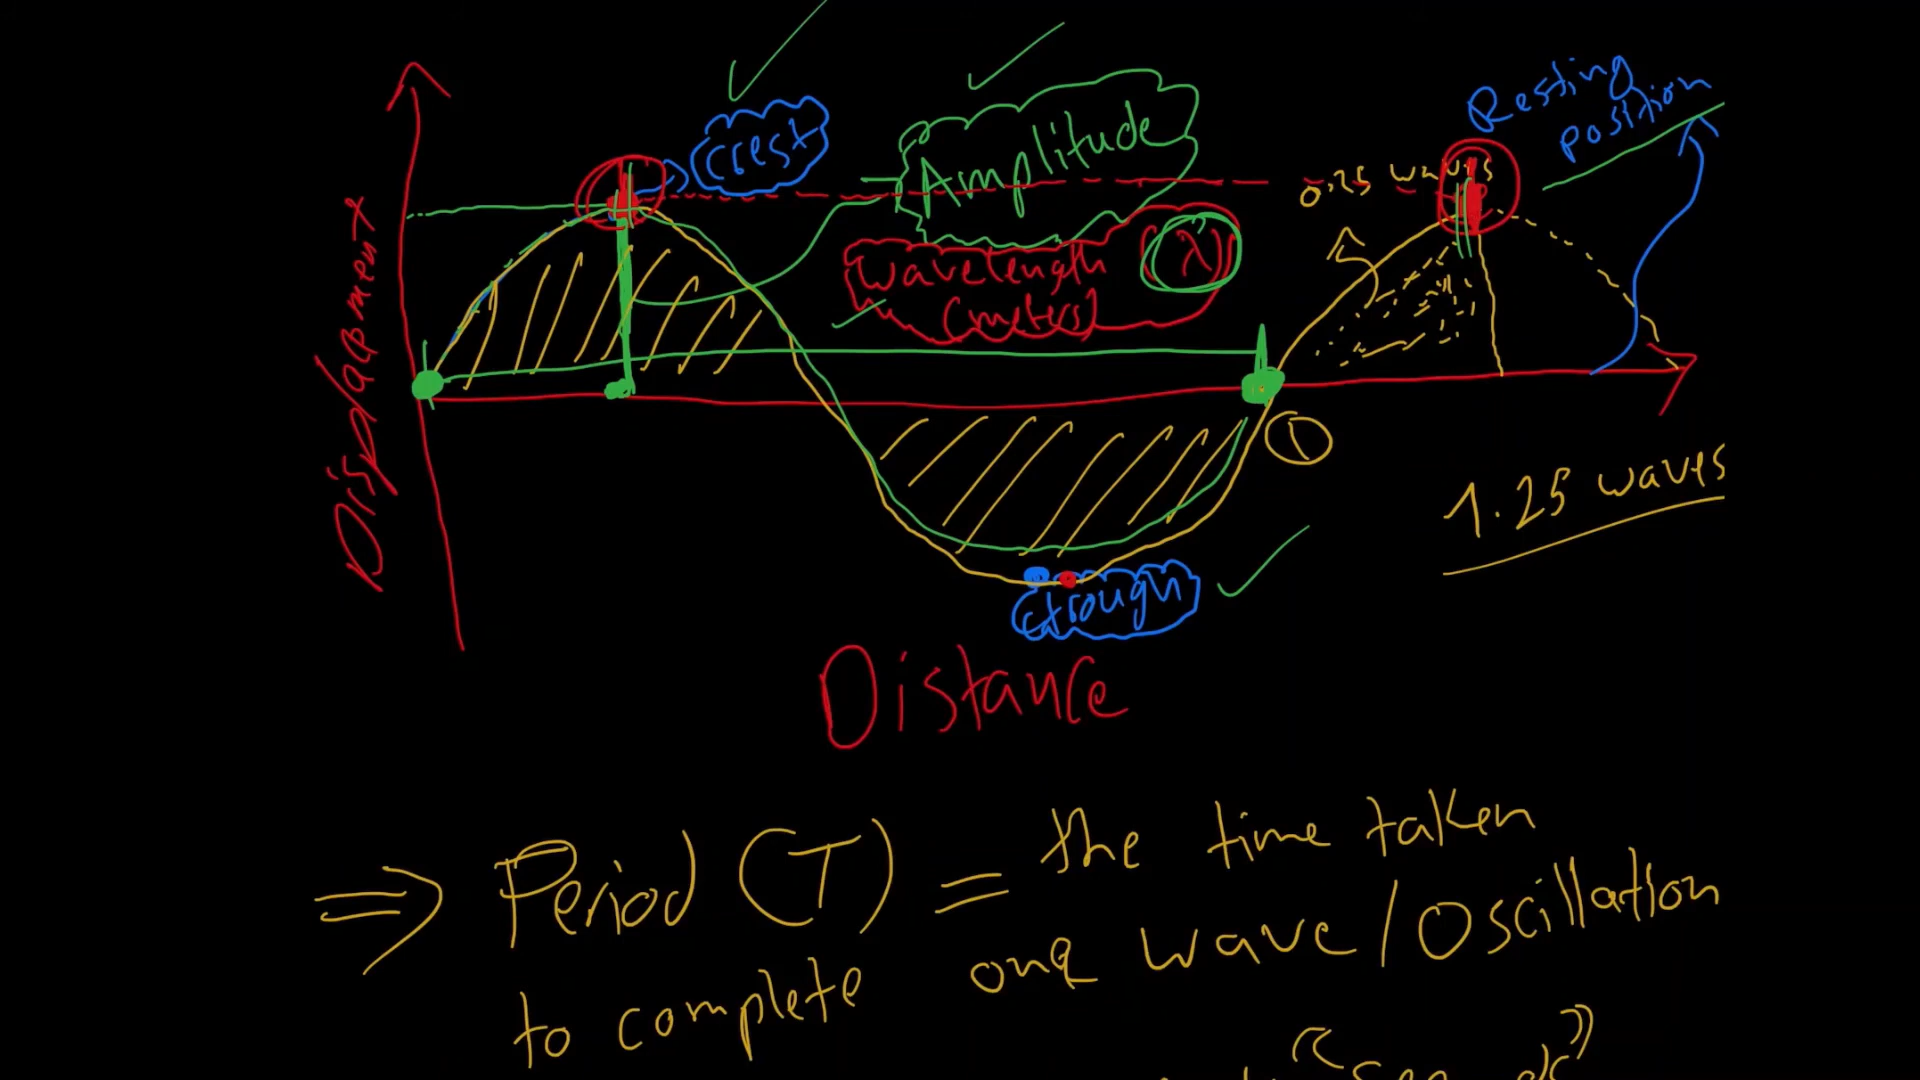 Resting
position
Crest
Amplitude
0.25 waves
Wavelength
(meters)
(λ)
Displacement
1
1.25 waves
trough
Distance
⇒ Period (T) = the time taken
to complete one wave/Oscillation